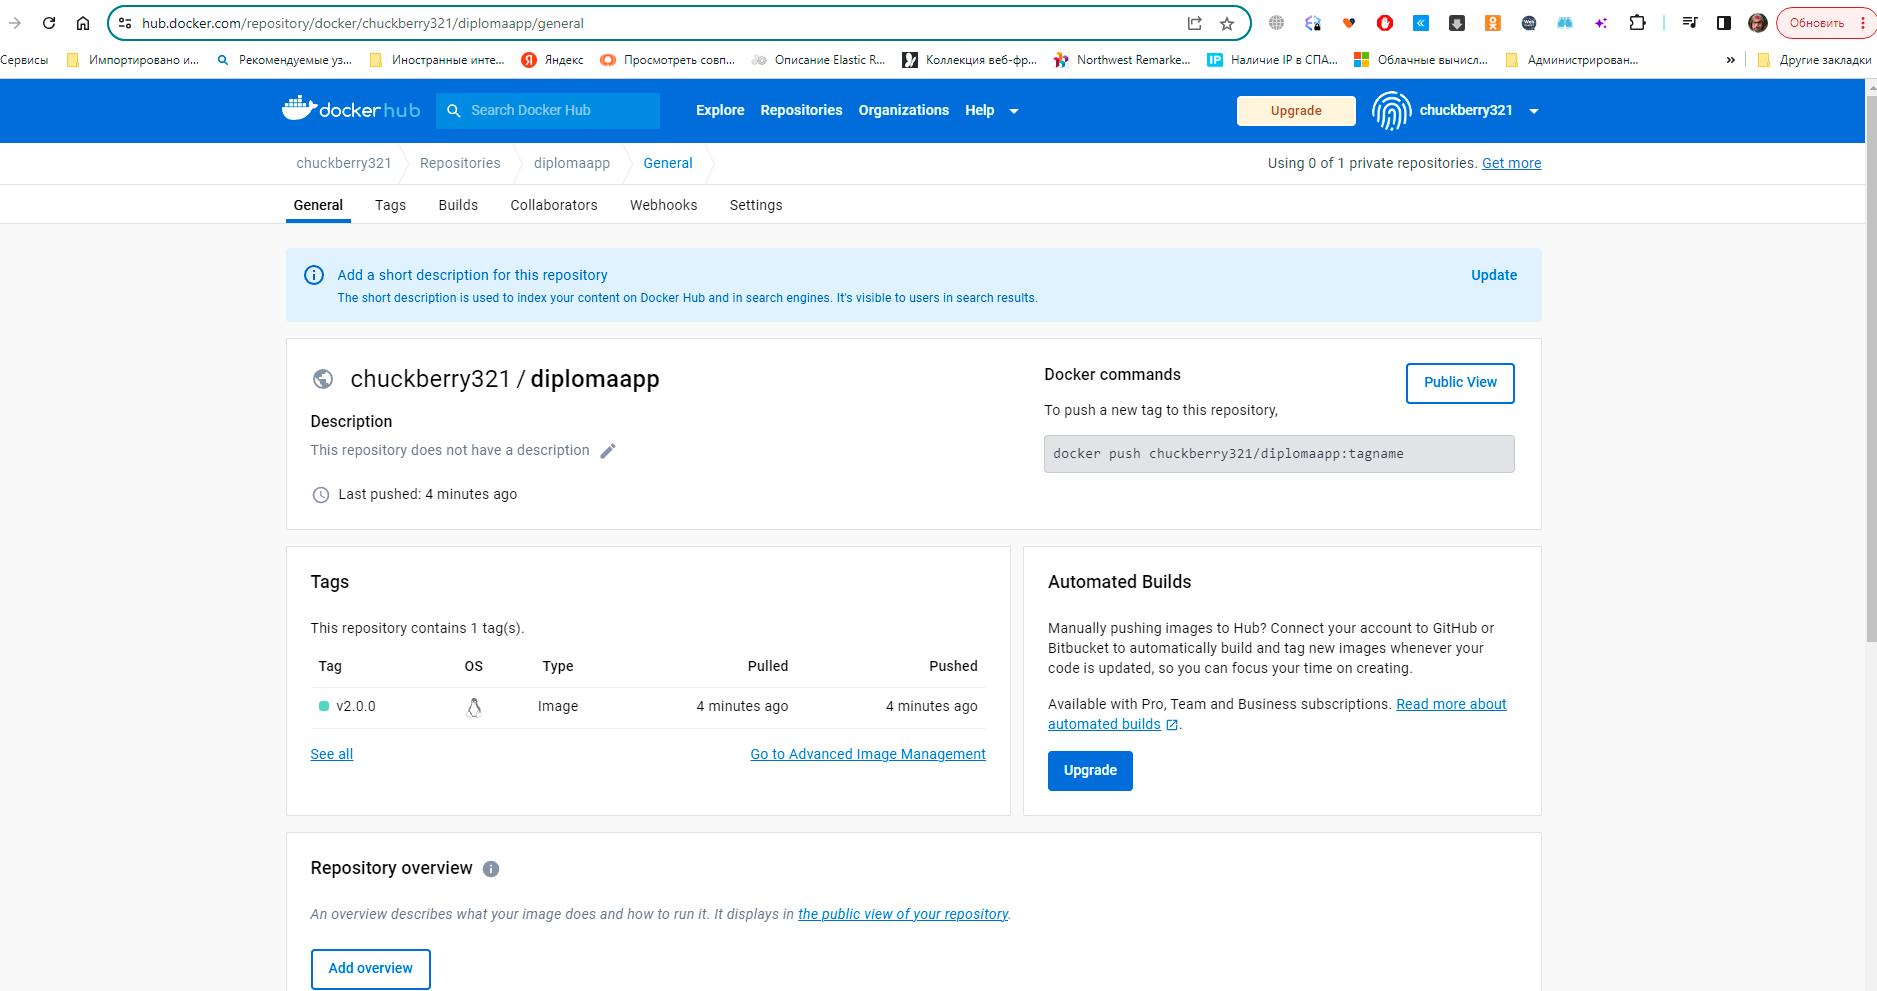 hub.docker.com/repository/docker/chuckberry321/diplomaapp/general
Обновить
Сервисы Импортировано и... Рекомендуемые уз... Иностранные инте... Яндекс Просмотреть совп... Описание Elastic R... Коллекция веб-фр... Northwest Remarke... IP Наличие IP в СПА... Облачные вычисл... Администрирован... » Другие закладки
docker hub Search Docker Hub Explore Repositories Organizations Help Upgrade chuckberry321
chuckberry321 Repositories diplomaapp General Using 0 of 1 private repositories. Get more
General Tags Builds Collaborators Webhooks Settings
Add a short description for this repository Update
The short description is used to index your content on Docker Hub and in search engines. It's visible to users in search results.
chuckberry321 / diplomaapp
Description
This repository does not have a description
Last pushed: 4 minutes ago
Docker commands
Public View
To push a new tag to this repository,
docker push chuckberry321/diplomaapp:tagname
Tags
This repository contains 1 tag(s).
Tag OS Type Pulled Pushed
v2.0.0 Image 4 minutes ago 4 minutes ago
See all Go to Advanced Image Management
Automated Builds
Manually pushing images to Hub? Connect your account to GitHub or
Bitbucket to automatically build and tag new images whenever your
code is updated, so you can focus your time on creating.
Available with Pro, Team and Business subscriptions. Read more about
automated builds .
Upgrade
Repository overview
An overview describes what your image does and how to run it. It displays in the public view of your repository.
Add overview